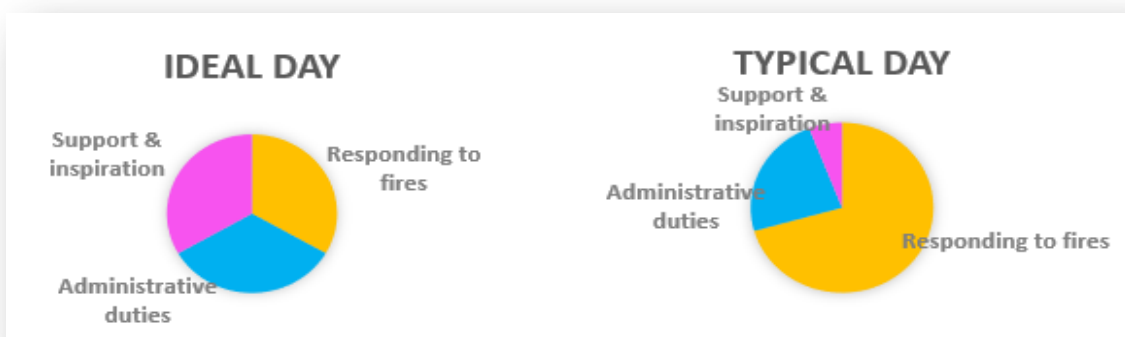 IDEAL DAY
Support &
inspiration
Responding to
fires
Administrative
duties
TYPICAL DAY
Support &
inspiration
Administrative
duties
Responding to fires